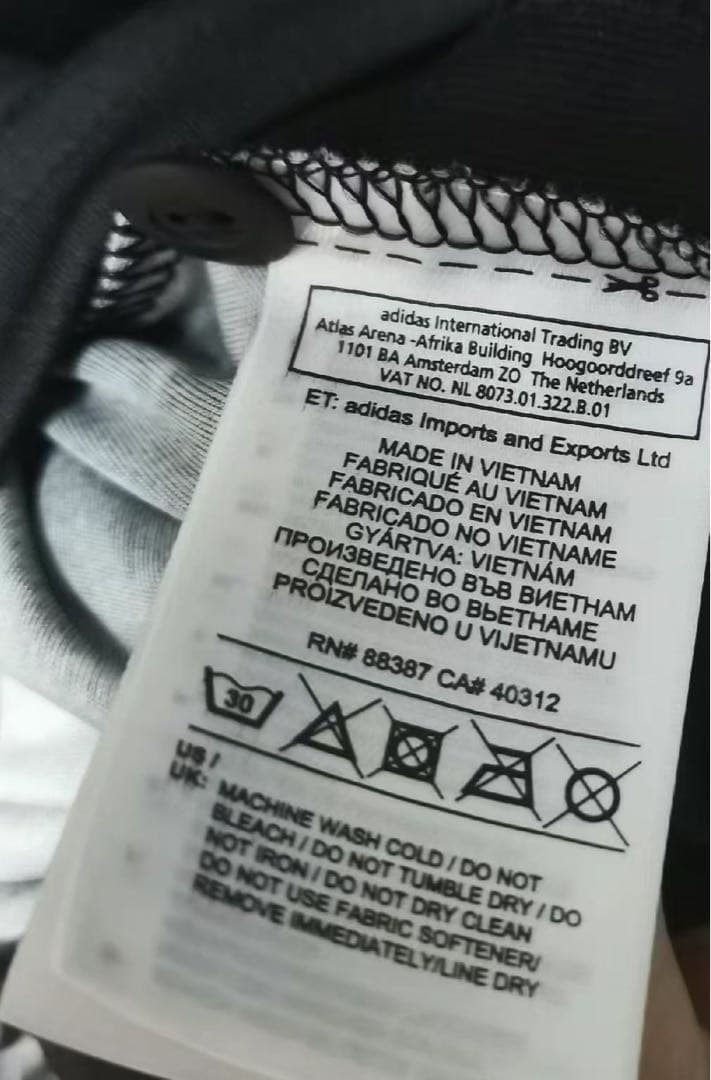 adidas International Trading BV
Atlas Arena -Afrika Building Hoogoorddreef 9a
1101 BA Amsterdam ZO The Netherlands
VAT NO. NL 8073.01.322.B.01
ET: adidas Imports and Exports Ltd
MADE IN VIETNAM
FABRIQUÉ AU VIETNAM
FABRICADO EN VIETNAM
FABRICADO NO VIETNAME
GYÁRTVA: VIETNÁM
ПРОИЗВЕДЕНО ВЪВ ВИЕТНАМ
СДЕЛАНО ВО ВЬЕТНАМЕ
PROIZVEDENO U VIJETNAMU
RN# 88387 CA# 40312
30
US /
UK: MACHINE WASH COLD / DO NOT
BLEACH / DO NOT TUMBLE DRY / DO
NOT IRON / DO NOT DRY CLEAN
DO NOT USE FABRIC SOFTENER/
REMOVE IMMEDIATELY/LINE DRY